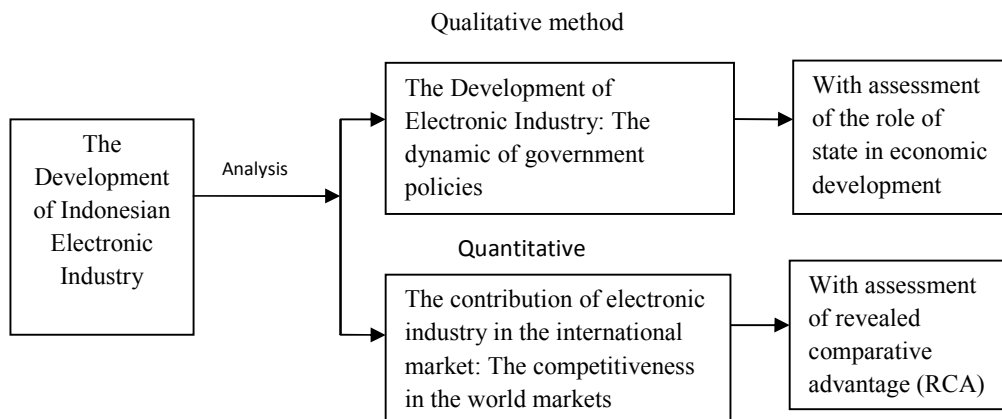 Qualitative method
The
Development
of Indonesian
Electronic
Industry
Analysis
The Development of
Electronic Industry: The
dynamic of government
policies
With assessment
of the role of
state in economic
development
Quantitative
The contribution of electronic
industry in the international
market: The competitiveness
in the world markets
With assessment
of revealed
comparative
advantage (RCA)